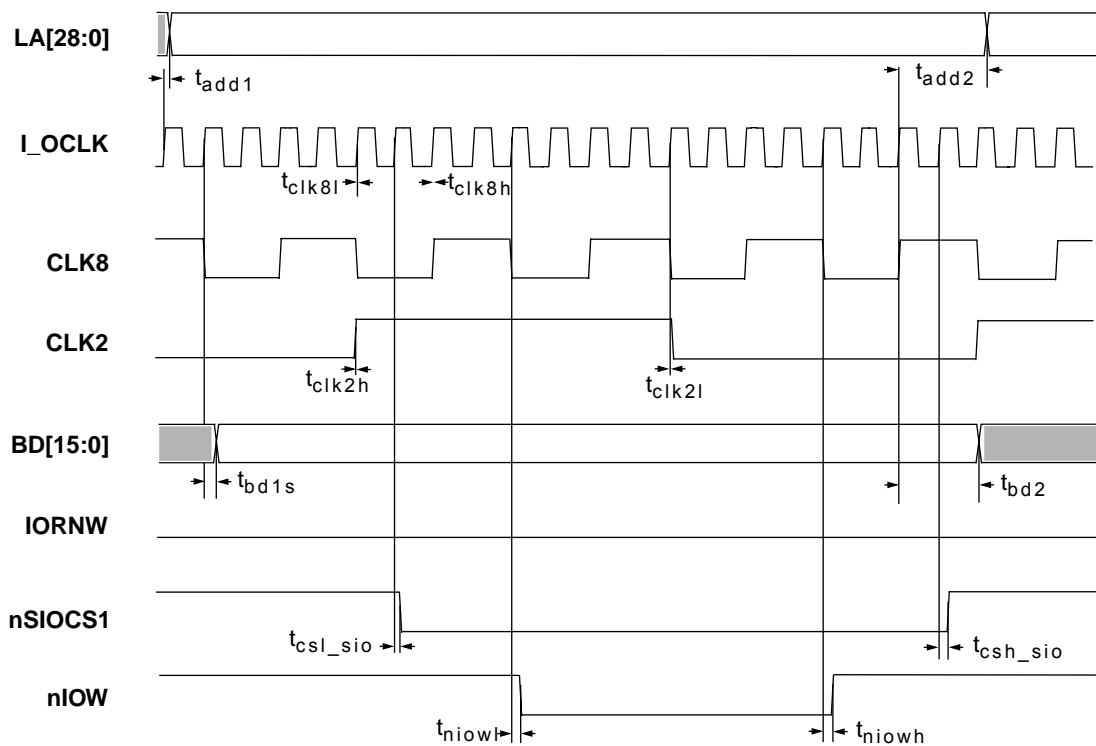 LA[28:0]
tadd1
tadd2
I_OCLK
tclk8l
tclk8h
CLK8
CLK2
tclk2h
tclk2l
BD[15:0]
tbd1s
tbd2
IORNW
nSIOCS1
tcsl_sio
tcsh_sio
nIOW
tniowl
tniowh